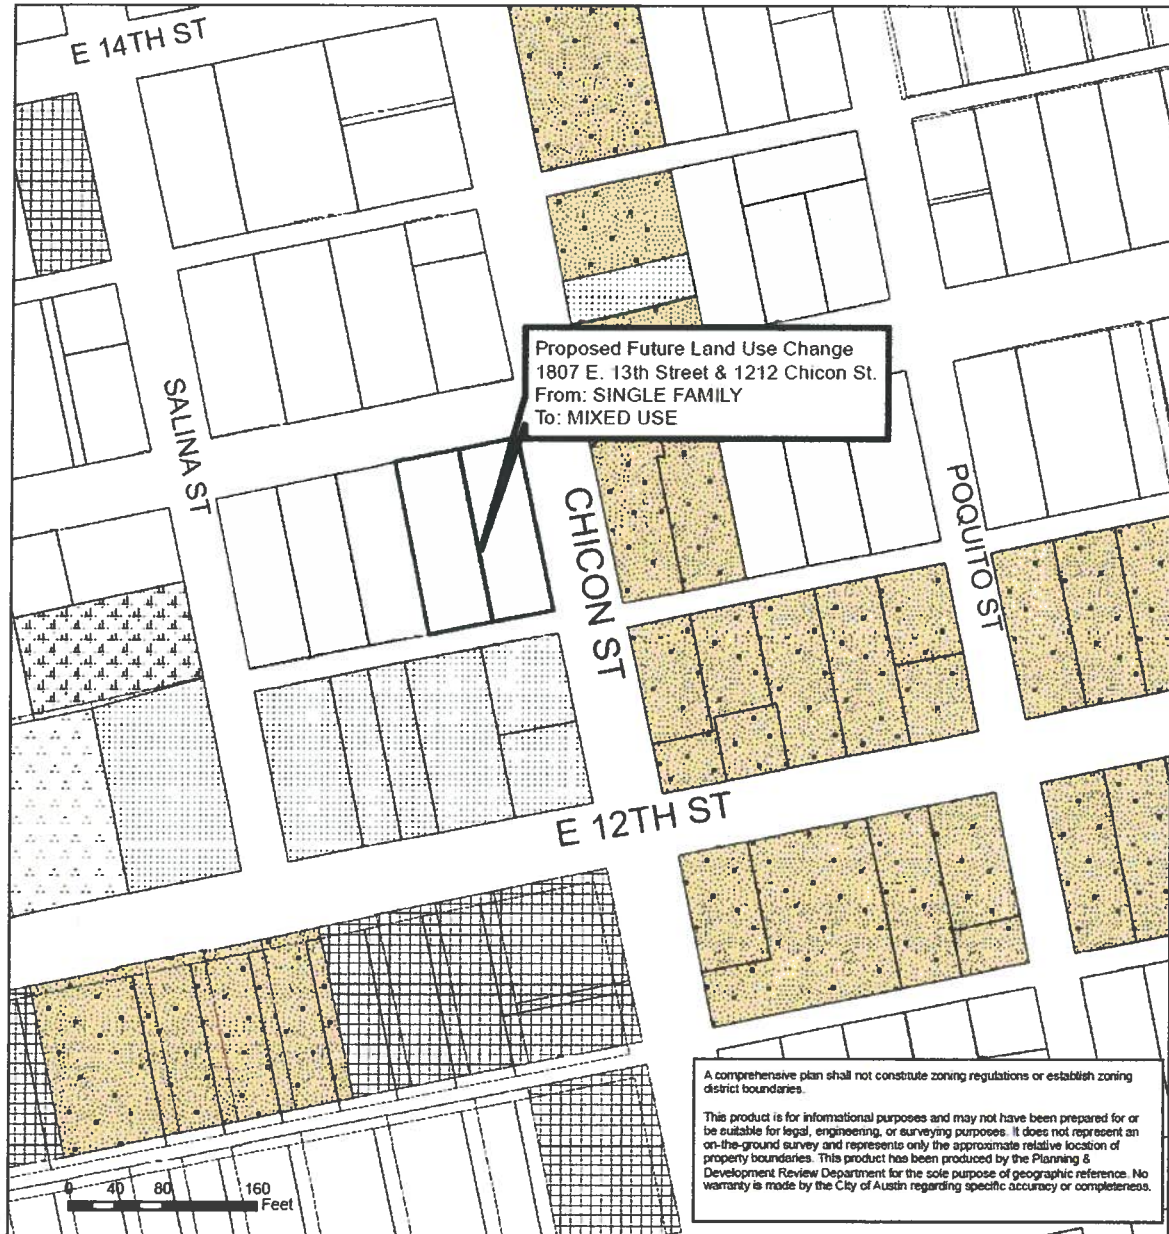 E 14TH ST
Proposed Future Land Use Change
1807 E. 13th Street & 1212 Chicon St.
From: SINGLE FAMILY
To: MIXED USE
SALINA ST
CHICON ST
POQUITO ST
E 12TH ST
A comprehensive plan shall not constitute zoning regulations or establish zoning
district boundaries.
This product is for informational purposes and may not have been prepared for or
be suitable for legal, engineering, or surveying purposes. It does not represent an
on-the-ground survey and represents only the approximate relative location of
property boundaries. This product has been produced by the Planning &
Development Review Department for the sole purpose of geographic reference. No
warranty is made by the City of Austin regarding specific accuracy or completeness.
0 40 80 160
Feet